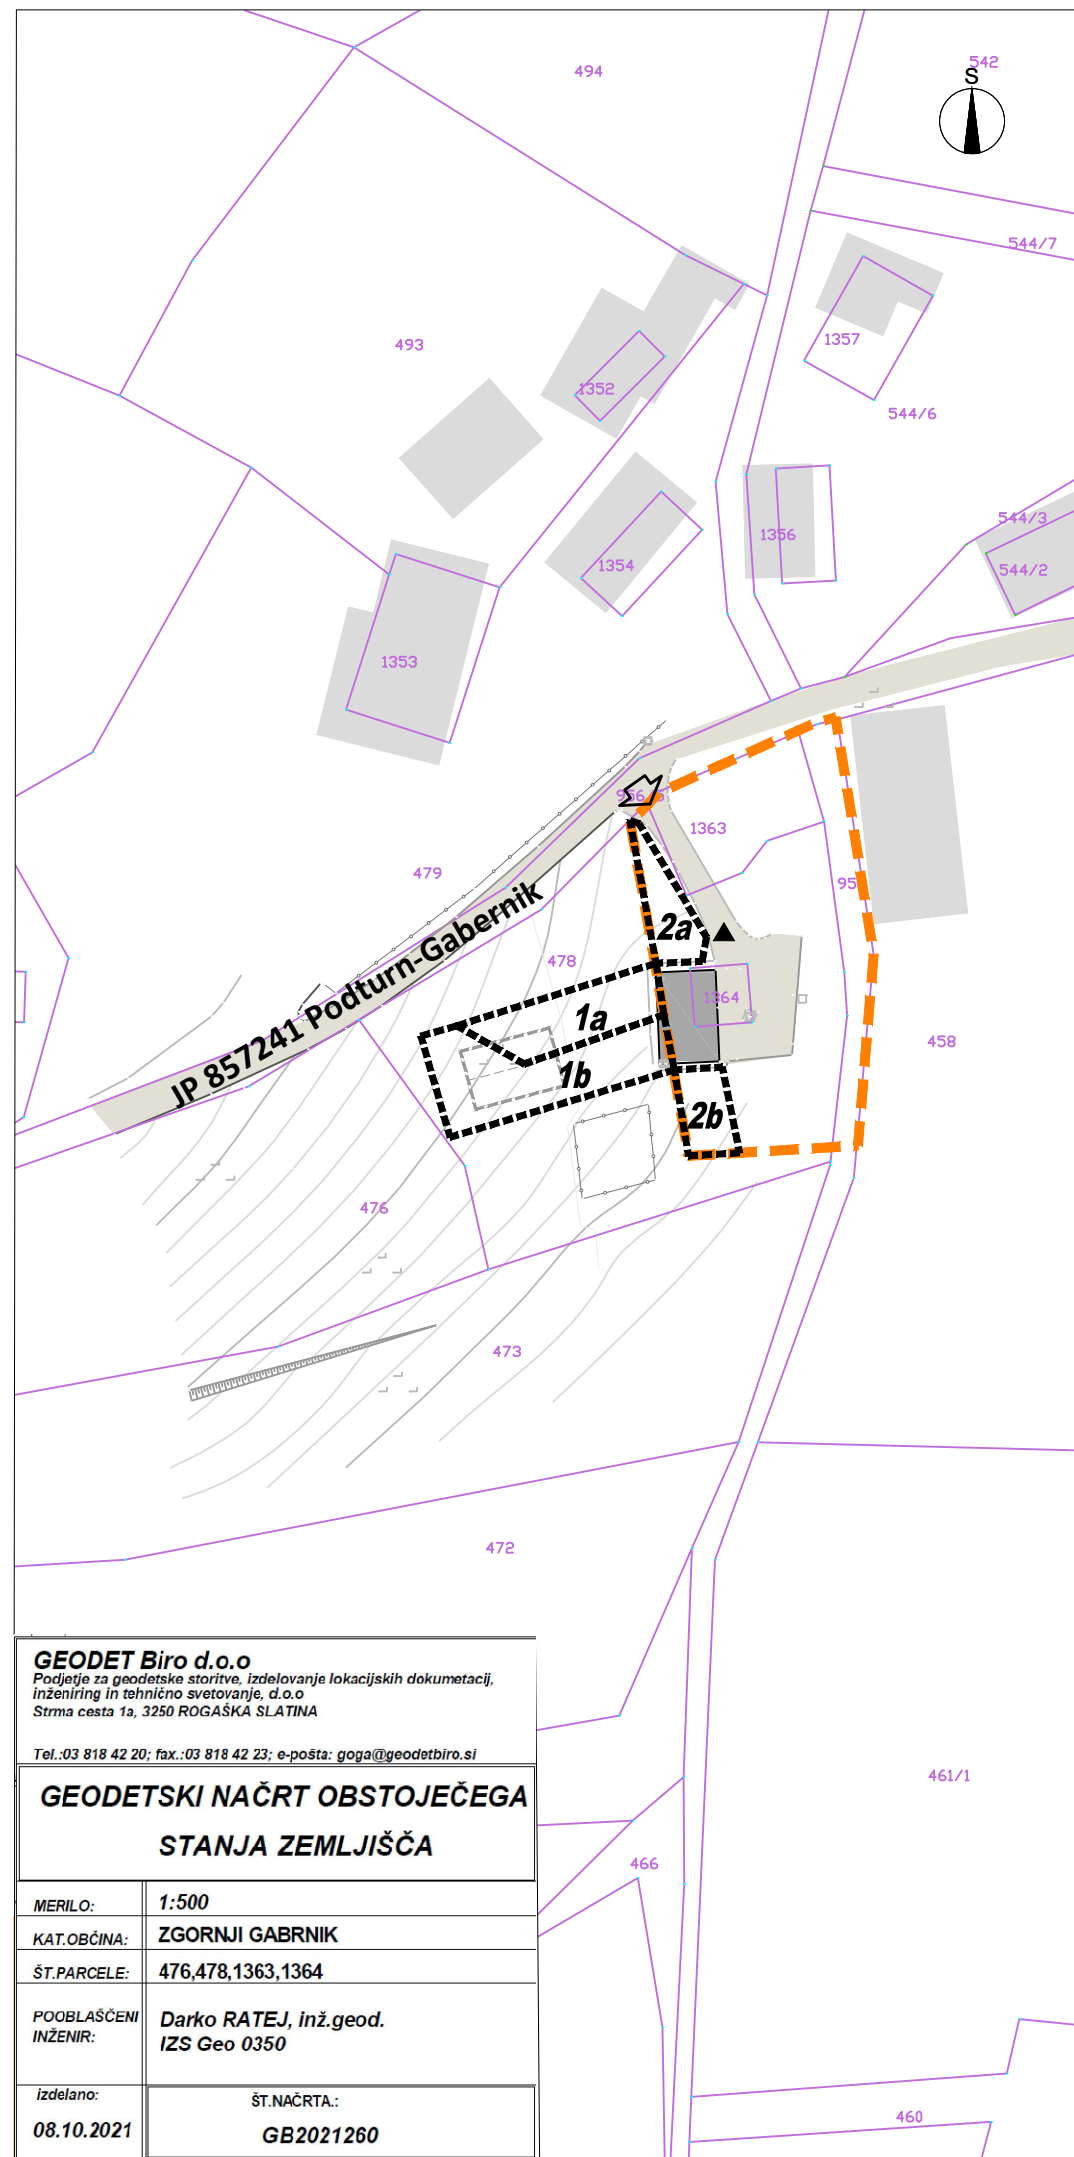 494
542
S
544/7
1357
493
1352
544/6
544/3
1356
1354
544/2
1353
1363
479
95
JP 857241 Podturn-Gabernik
2a
478
1364
1a
458
1b
2b
476
473
472
GEODET Biro d.o.o
Podjetje za geodetske storitve, izdelovanje lokacijskih dokumetacij,
inženiring in tehnično svetovanje, d.o.o
Strma cesta 1a, 3250 ROGAŠKA SLATINA
Tel.:03 818 42 20; fax.:03 818 42 23; e-pošta: goga@geodetbiro.si
GEODETSKI NAČRT OBSTOJEČEGA
STANJA ZEMLJIŠČA
461/1
466
MERILO: 1:500
KAT.OBČINA: ZGORNJI GABRNIK
ŠT.PARCELE: 476,478,1363,1364
POOBLAŠČENI
INŽENIR:
Darko RATEJ, inž.geod.
IZS Geo 0350
izdelano:
08.10.2021
ŠT.NAČRTA.:
GB2021260
460